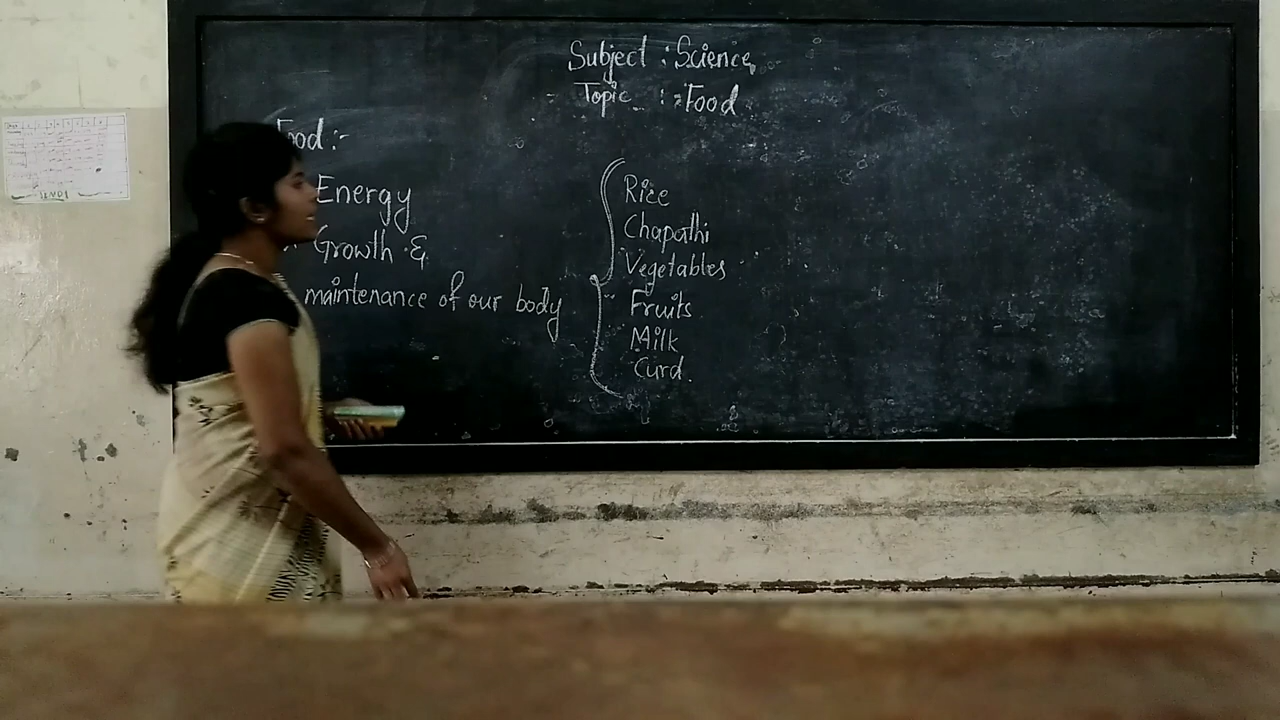 Subject : Science
Topic : Food
Food :-
Energy
Growth &
maintenance of our body
Rice
Chapathi
Vegetables
Fruits
Milk
Curd.